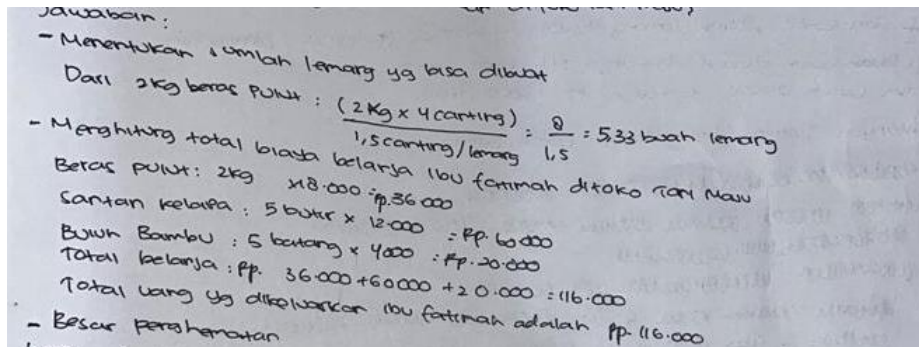 Jawaban :
- Menentukan Jumlah lemang yg bisa dibuat
Dari 2kg beras Pulut : (2Kg x 4 canting) / 1,5 canting/lemang = 8 / 1,5 = 5,33 buah lemang
- Menghitung total biaya belanja Ibu fatimah ditoko Tani Maju
Beras pulut : 2kg x18.000 = Rp. 36 000
Santan kelapa : 5 butir x 12.000 = Rp. 60.000
Buluh Bambu : 5 batang x 4000 = Rp. 20.000
Total belanja : Rp. 36.000 + 60000 + 20.000 = 116.000
Total uang yg dikeluarkan ibu fatimah adalah Rp. 116.000
- Besar penghematan